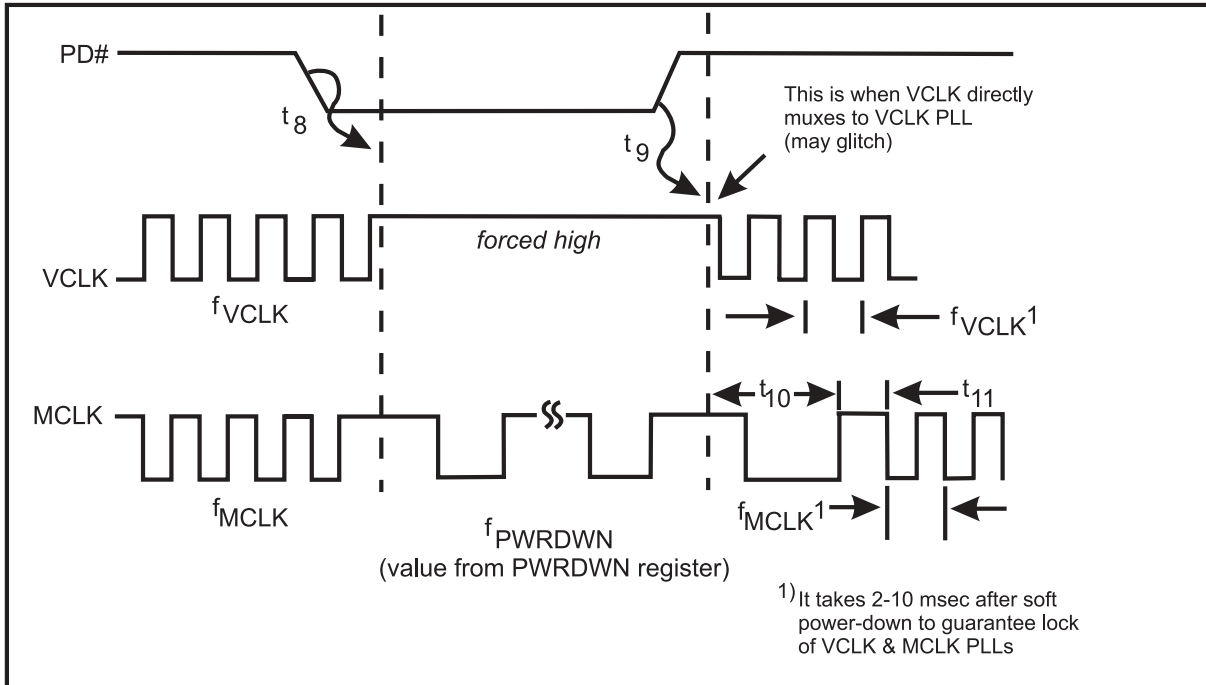 PD#
t8
t9
This is when VCLK directly
muxes to VCLK PLL
(may glitch)
forced high
VCLK
fVCLK
fVCLK1
t10
t11
MCLK
fMCLK
fMCLK1
fPWRDWN
(value from PWRDWN register)
1) It takes 2-10 msec after soft
power-down to guarantee lock
of VCLK & MCLK PLLs